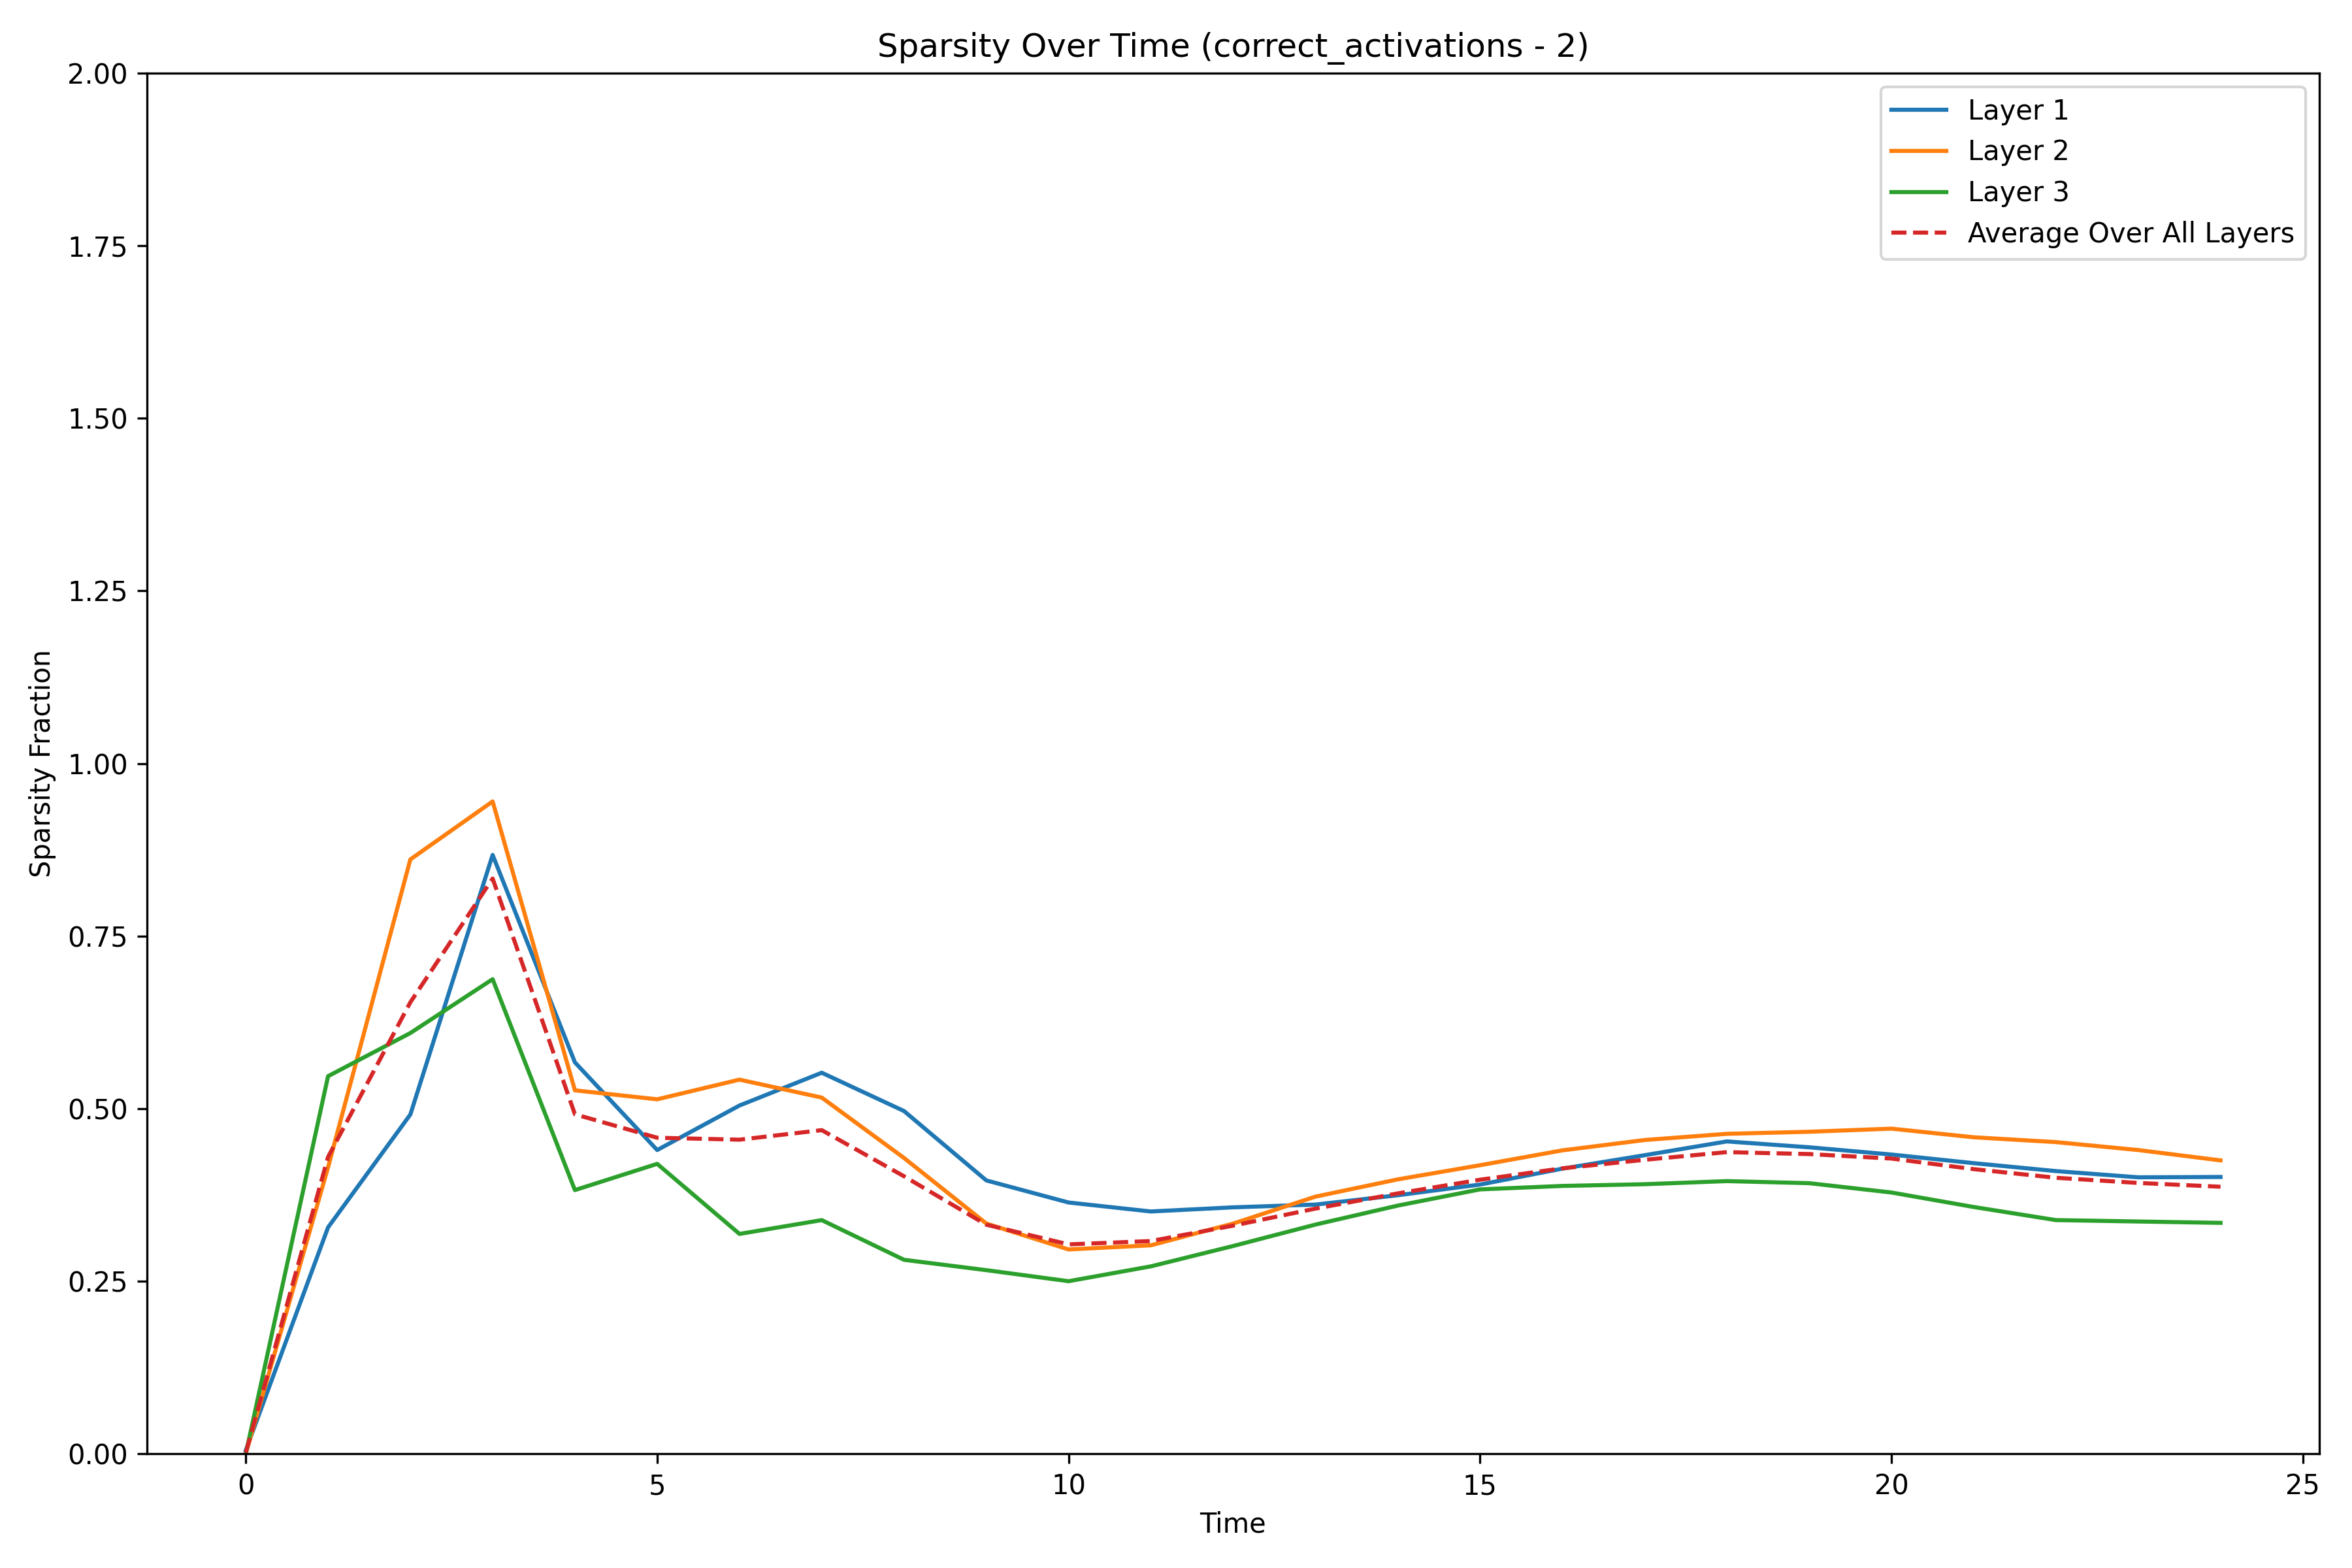 Sparsity Over Time (correct_activations - 2)
2.00
1.75
1.50
1.25
1.00
0.75
0.50
0.25
0.00
Sparsity Fraction
Layer 1
Layer 2
Layer 3
Average Over All Layers
0 5 10 15 20 25
Time